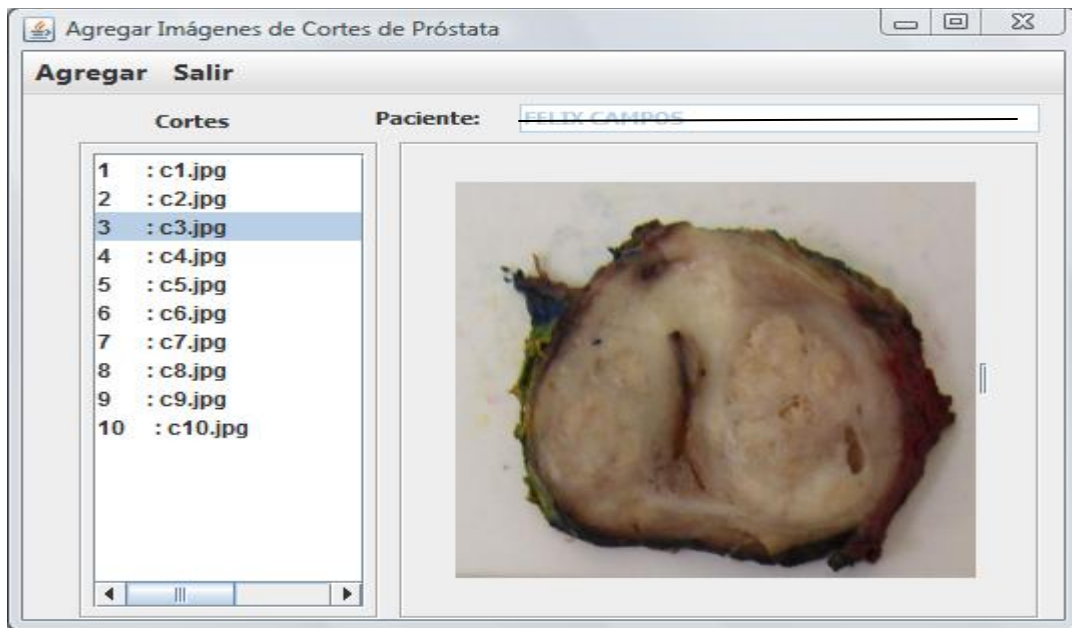 Agregar Imágenes de Cortes de Próstata
Agregar Salir
Cortes
Paciente: FELIX CAMPOS
1 : c1.jpg
2 : c2.jpg
3 : c3.jpg
4 : c4.jpg
5 : c5.jpg
6 : c6.jpg
7 : c7.jpg
8 : c8.jpg
9 : c9.jpg
10 : c10.jpg